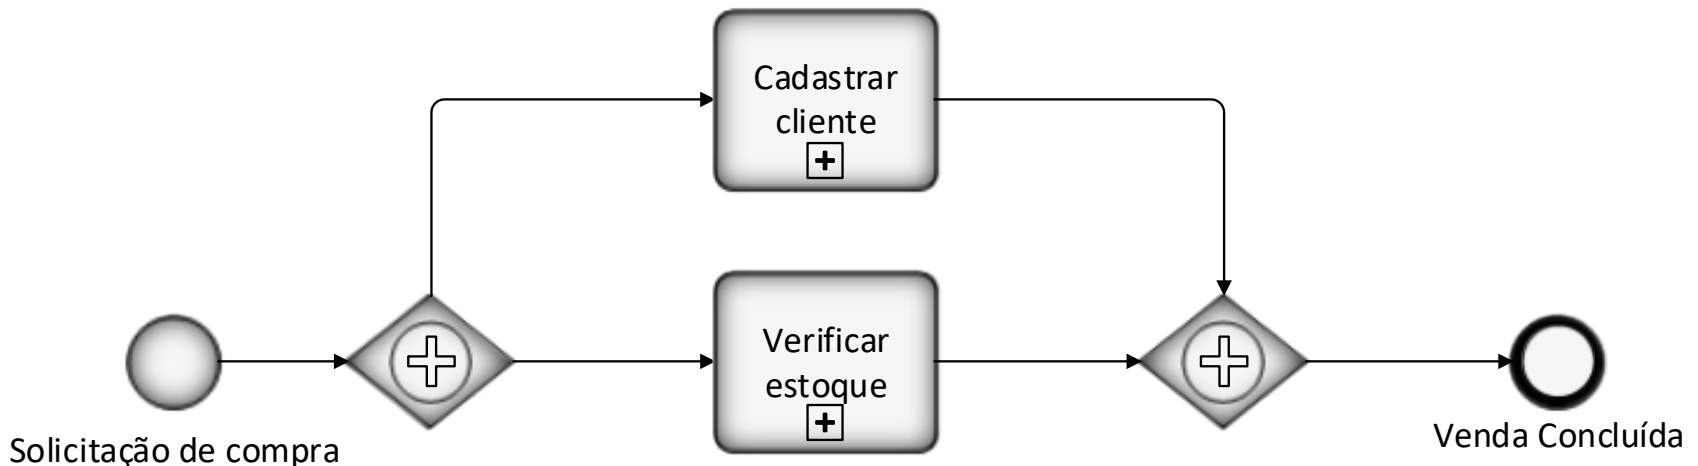 Cadastrar
cliente
Verificar
estoque
Solicitação de compra
Venda Concluída